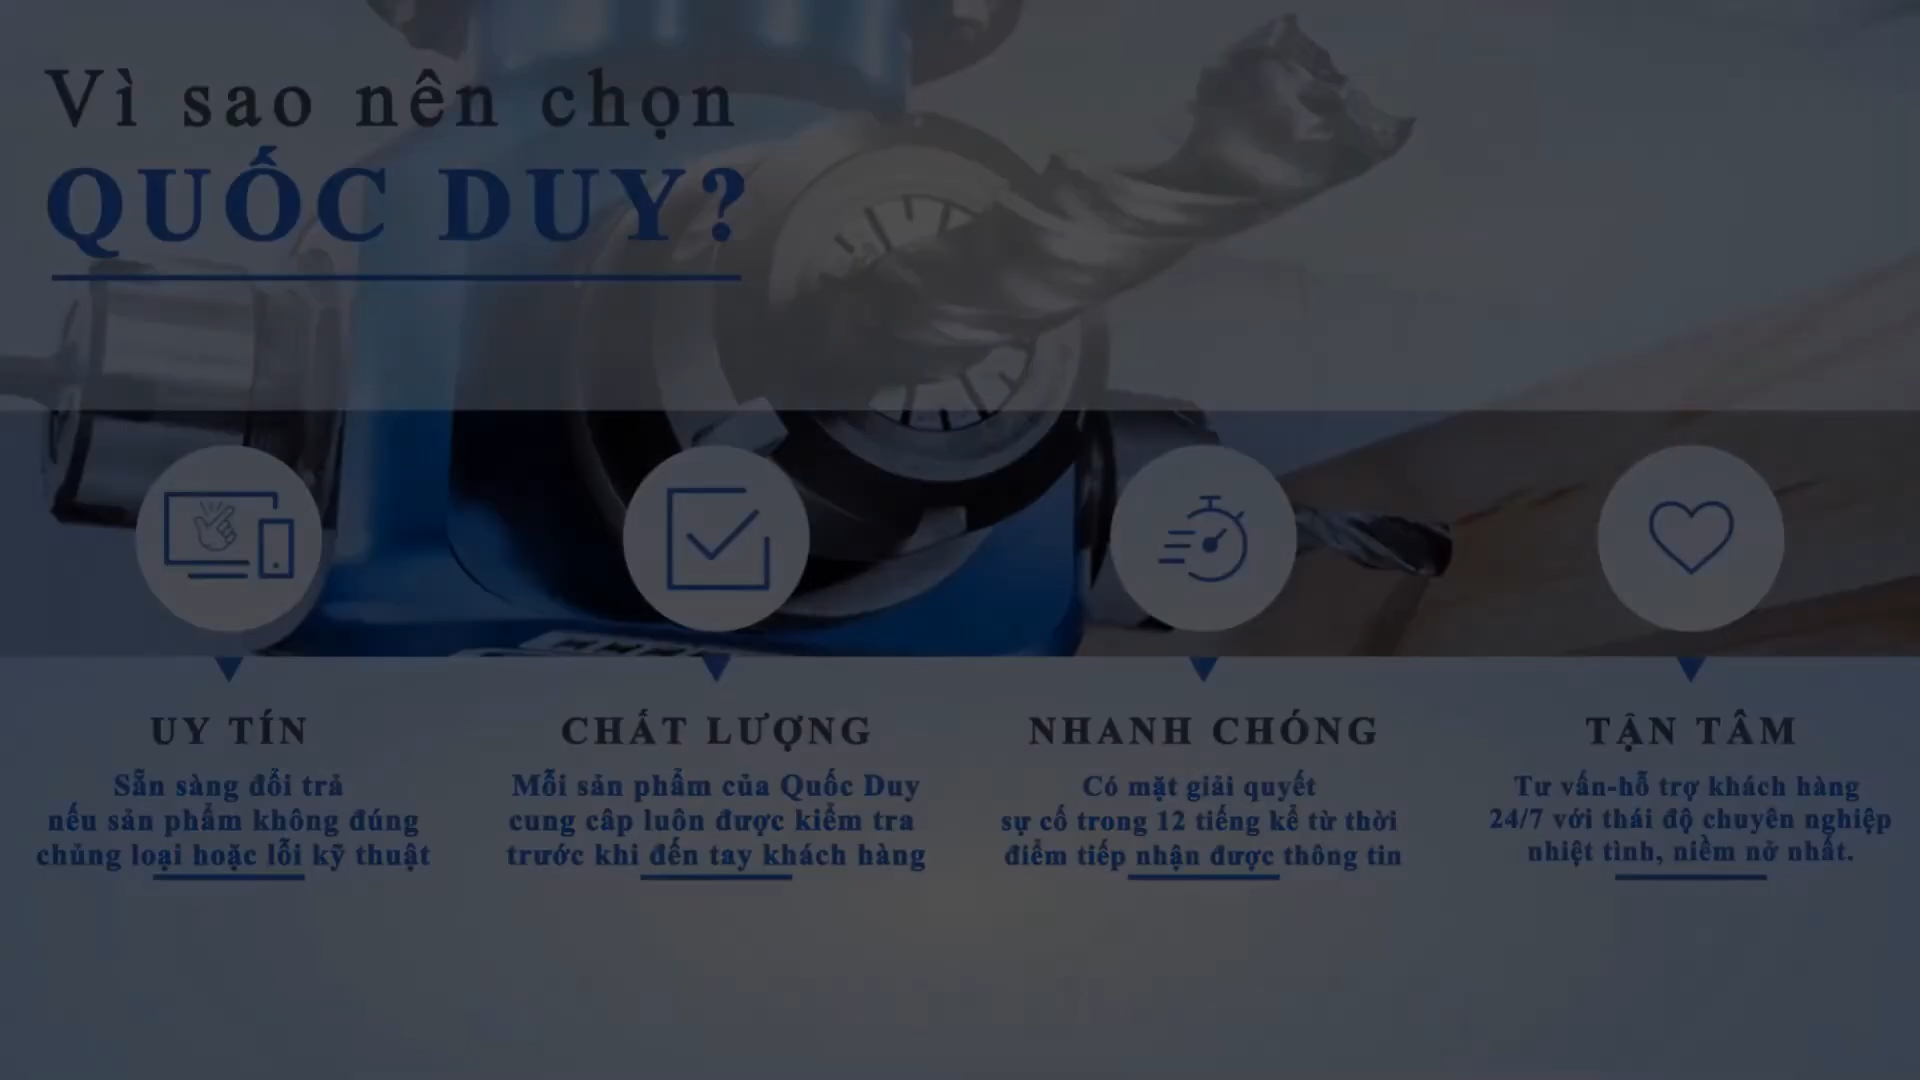 Vì sao nên chọn
QUỐC DUY?
UY TÍN
Sẵn sàng đổi trả
nếu sản phẩm không đúng
chủng loại hoặc lỗi kỹ thuật
CHẤT LƯỢNG
Mỗi sản phẩm của Quốc Duy
cung câp luôn được kiểm tra
trước khi đến tay khách hàng
NHANH CHÓNG
Có mặt giải quyết
sự cố trong 12 tiếng kể từ thời
điểm tiếp nhận được thông tin
TẬN TÂM
Tư vấn-hỗ trợ khách hàng
24/7 với thái độ chuyên nghiệp
nhiệt tình, niềm nở nhất.